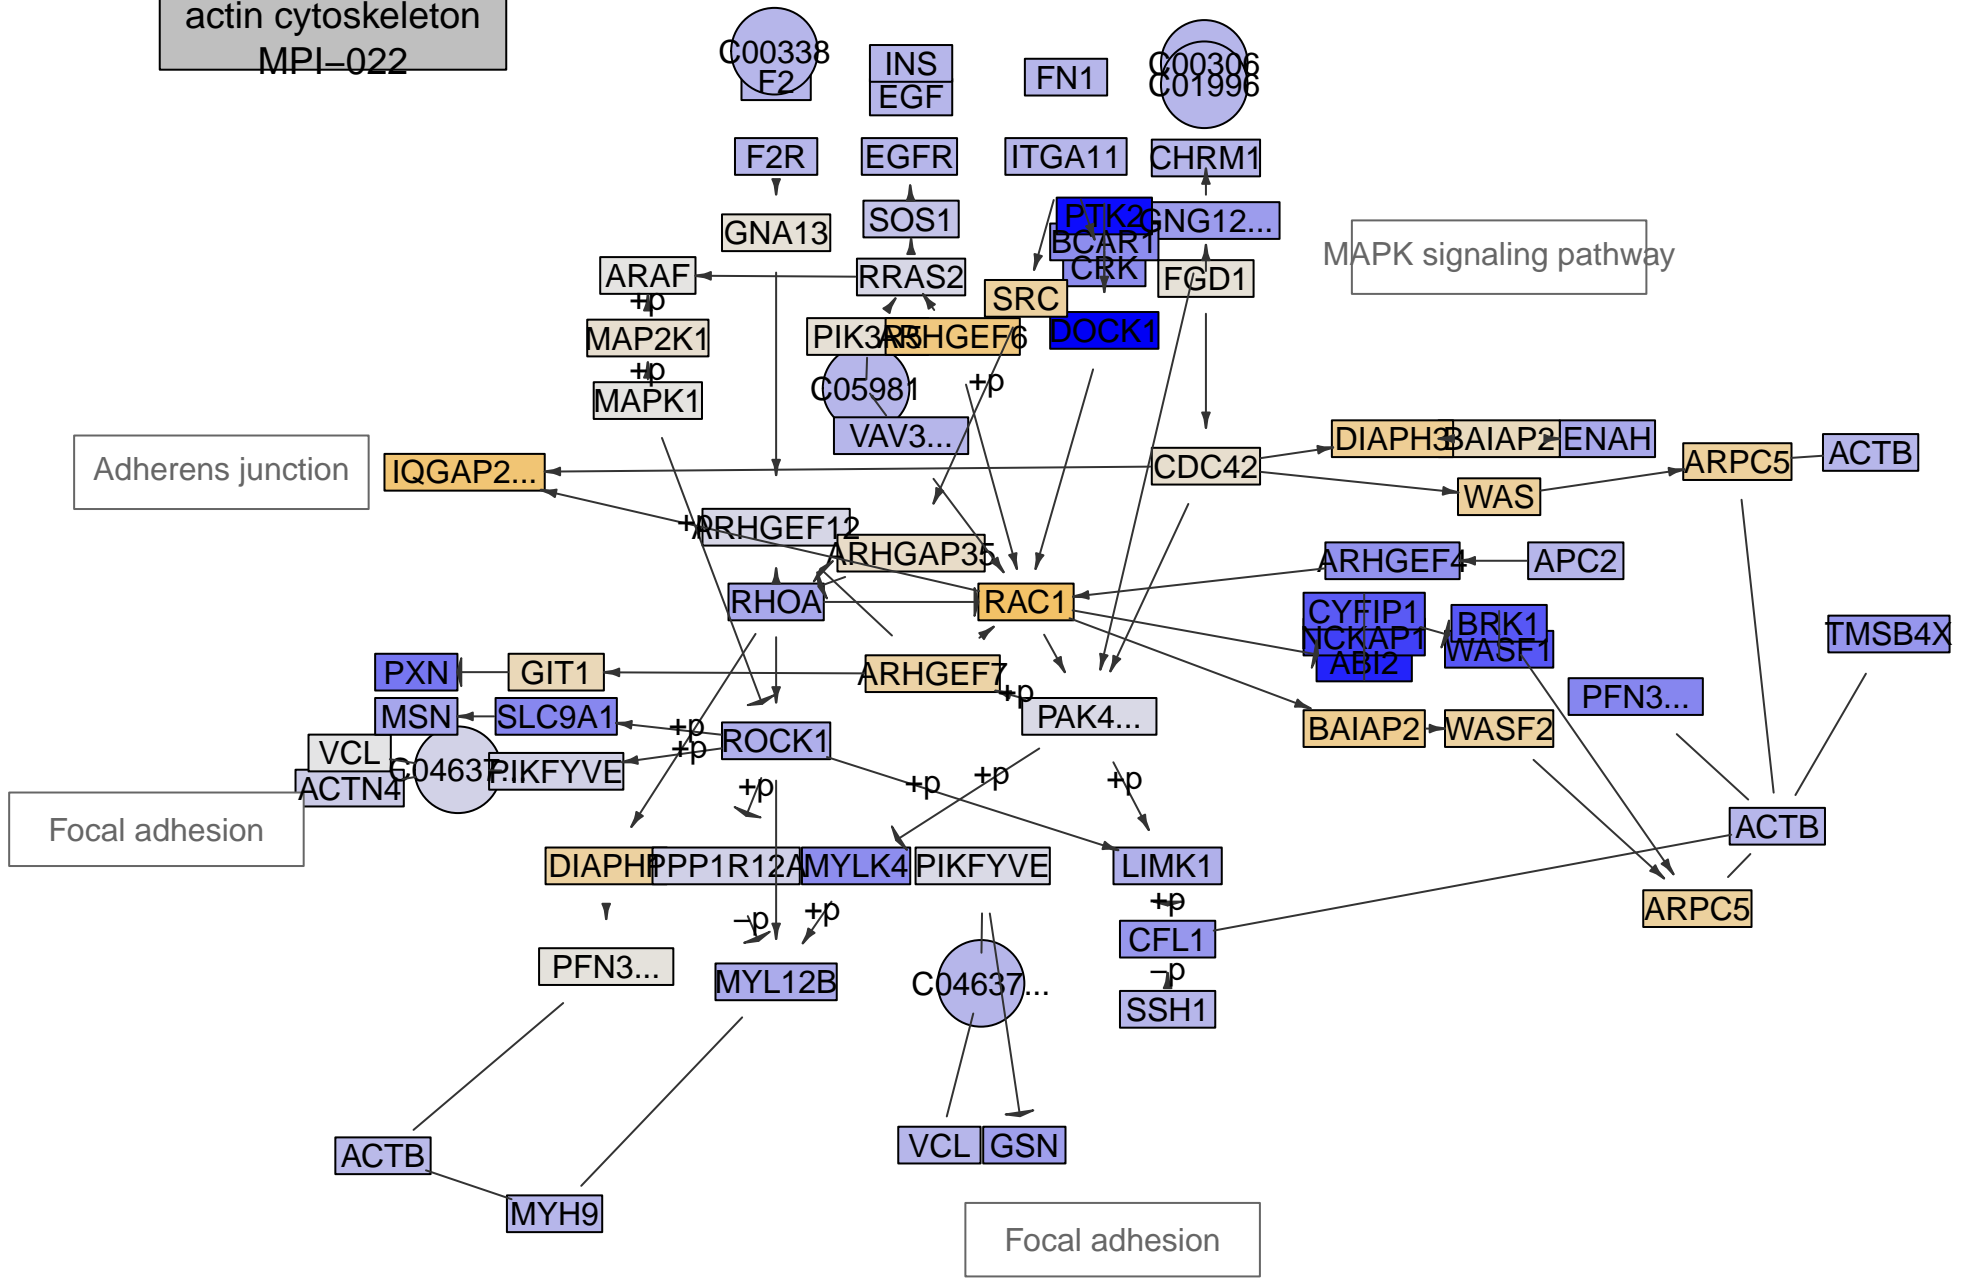 actin cytoskeleton
MPI–022
C00338
F2
INS
EGF
FN1
C00306
C01996
F2R
EGFR
ITGA11
CHRM1
GNA13
SOS1
PTK2
GNG12...
BCAR1
CRK
MAPK signaling pathway
ARAF
RRAS2
SRC
FGD1
+p
MAP2K1
PIK3R5
ARHGEF6
DOCK1
+p
MAPK1
C05981
+p
VAV3...
DIAPH3
BAIAP2
ENAH
ACTB
Adherens junction
IQGAP2...
CDC42
ARPC5
WAS
+p
ARHGEF12
ARHGAP35
ARHGEF4
APC2
RHOA
RAC1
CYFIP1
NCKAP1
ABI2
BRK1
WASF1
TMSB4X
PXN
GIT1
ARHGEF7
+p
PFN3...
MSN
SLC9A1
+p
ROCK1
PAK4...
BAIAP2
WASF2
VCL
C04637...
PIKFYVE
+p
ACTN4
+p
+p
+p
+p
Focal adhesion
ACTB
PPP1R12A
MYLK4
PIKFYVE
LIMK1
+p
ARPC5
–p
+p
CFL1
PFN3...
MYL12B
C04637...
–p
SSH1
ACTB
VCL
GSN
MYH9
Focal adhesion